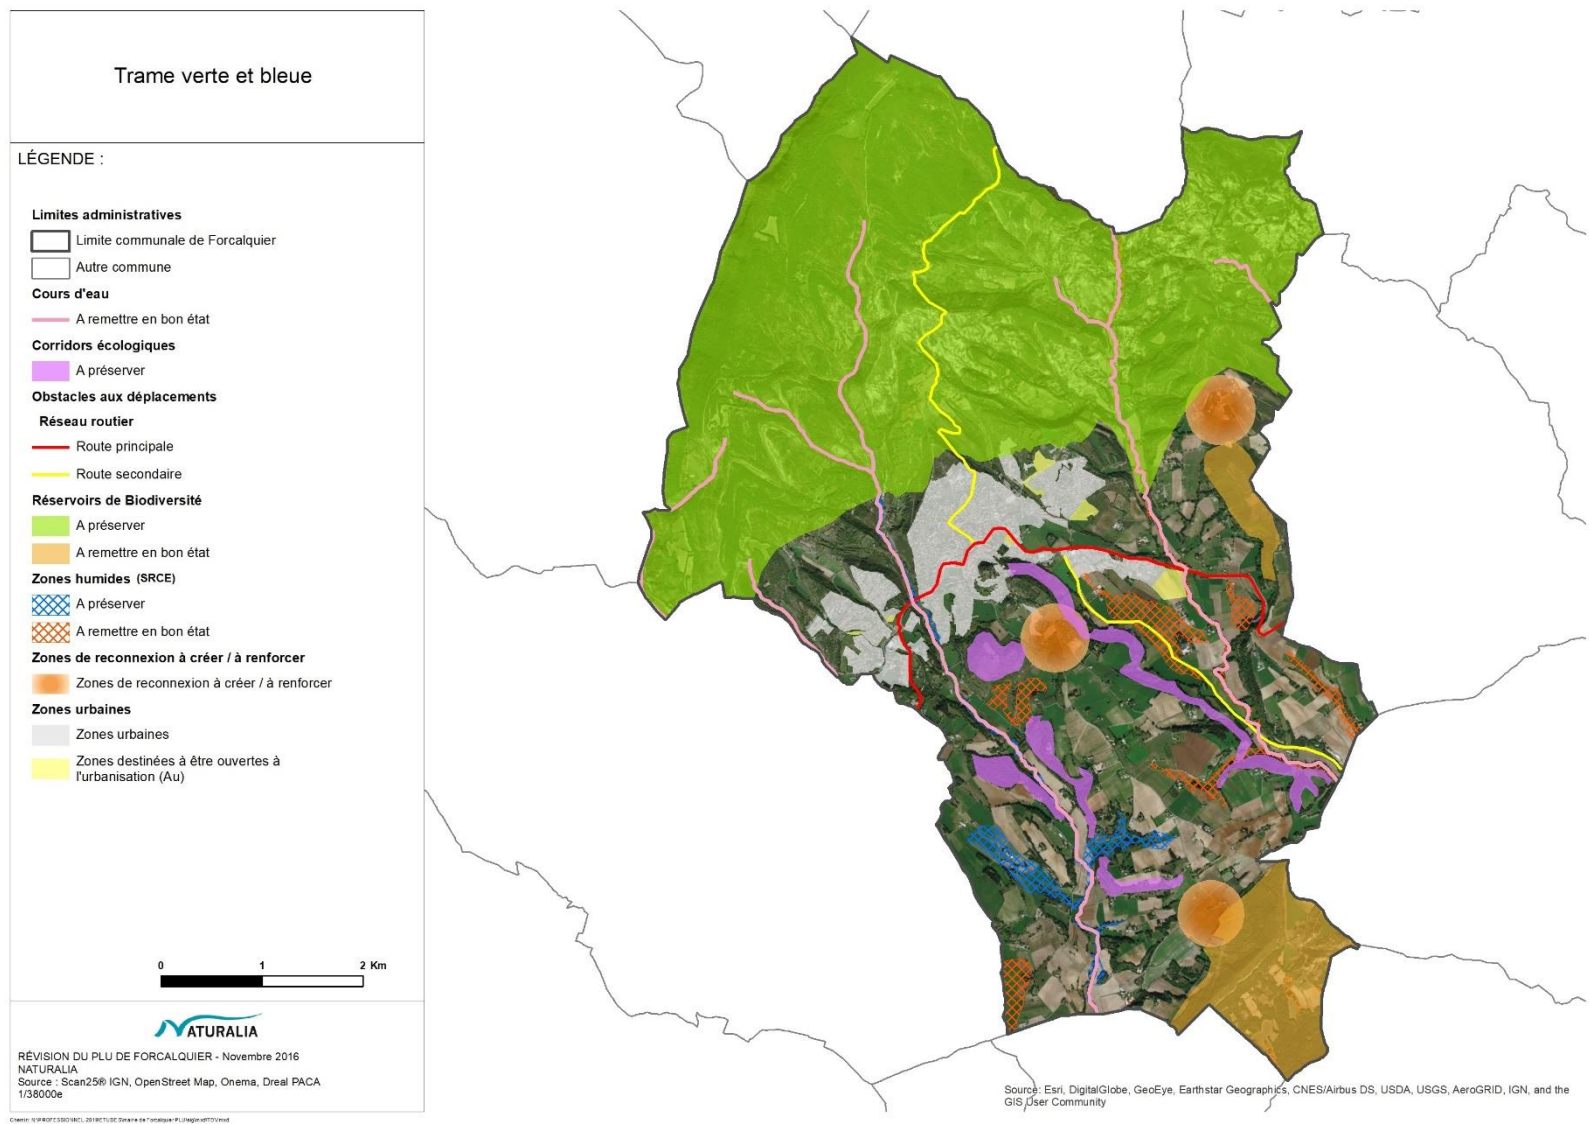 Trame verte et bleue
LÉGENDE :
Limites administratives
Limite communale de Forcalquier
Autre commune
Cours d'eau
A remettre en bon état
Corridors écologiques
A préserver
Obstacles aux déplacements
Réseau routier
Route principale
Route secondaire
Réservoirs de Biodiversité
A préserver
A remettre en bon état
Zones humides (SRCE)
A préserver
A remettre en bon état
Zones de reconnexion à créer / à renforcer
Zones de reconnexion à créer / à renforcer
Zones urbaines
Zones urbaines
Zones destinées à être ouvertes à
l'urbanisation (Au)
0 1 2 Km
NATURALIA
RÉVISION DU PLU DE FORCALQUIER - Novembre 2016
NATURALIA
Source : Scan25® IGN, OpenStreet Map, Onema, Dreal PACA
1/38000e
Source: Esri, DigitalGlobe, GeoEye, Earthstar Geographics, CNES/Airbus DS, USDA, USGS, AeroGRID, IGN, and the
GIS User Community